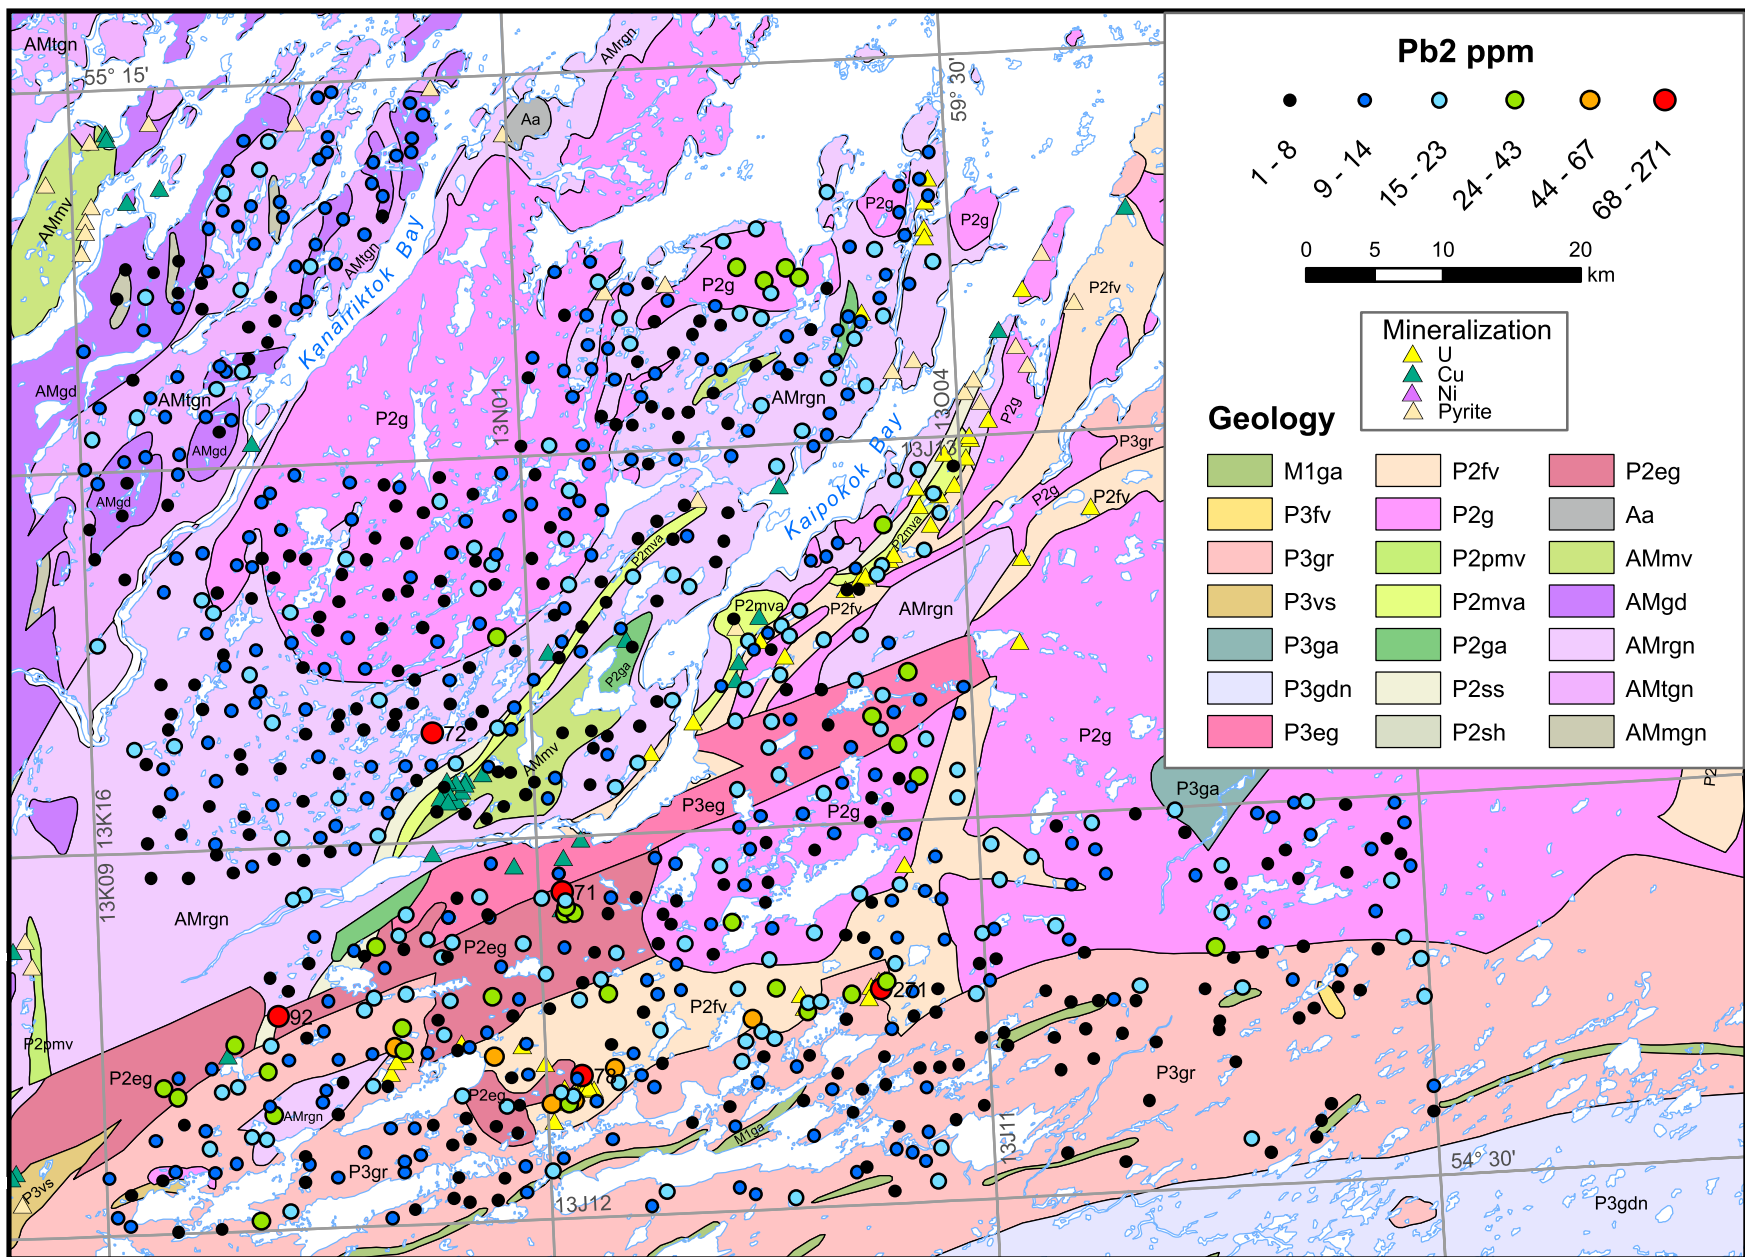 AMtgn
55° 15'
AMrgn
59° 30'
Aa
AMmv
P2g
P2g
Kanairiktok Bay
AMtgn
P2g
P2fv
AMgd
AMtgn
P2g
13N01
AMrgn
13O04
P2g
P3gr
AMgd
13J13
Kaipokok Bay
AMgd
P2g
P2fv
P2mva
P2mva
P2mva
P2fv
AMrgn
P2ga
72
AMmv
P2g
P3eg
P2g
P3ga
P2
13K16
13K09
71
AMrgn
P2eg
92
P2fv
271
P2pmv
P2eg
78
P2eg
P3gr
AMrgn
M1ga
13J11
P3vs
P3gr
54° 30'
13J12
P3gdn
Pb2 ppm
1 - 8
9 - 14
15 - 23
24 - 43
44 - 67
68 - 271
0 5 10 20
km
Mineralization
U
Cu
Ni
Pyrite
Geology
M1ga P2fv P2eg
P3fv P2g Aa
P3gr P2pmv AMmv
P3vs P2mva AMgd
P3ga P2ga AMrgn
P3gdn P2ss AMtgn
P3eg P2sh AMmgn